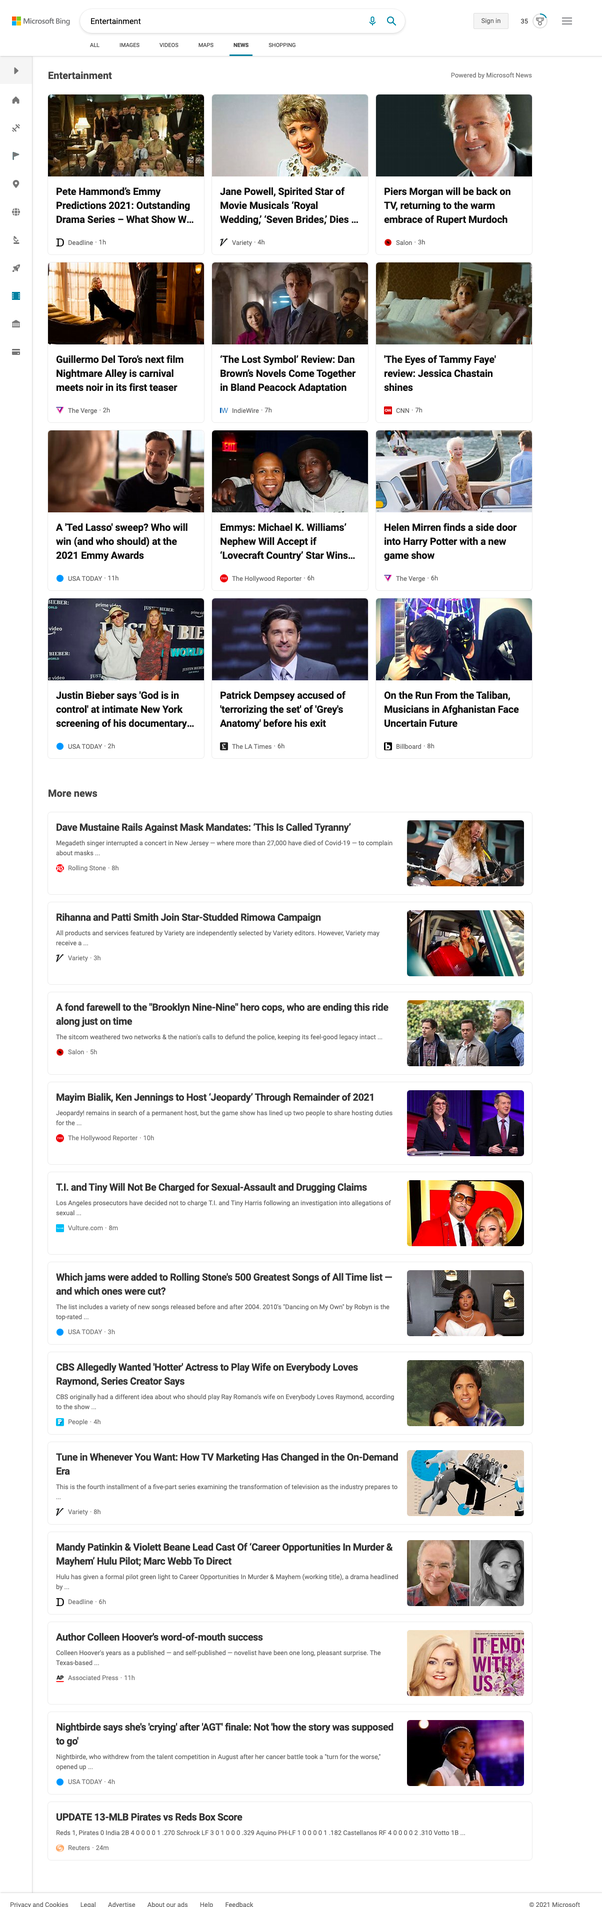 Microsoft Bing
Entertainment
Sign in
35
ALL IMAGES VIDEOS MAPS NEWS SHOPPING
Entertainment
Powered by Microsoft News
Pete Hammond's Emmy
Predictions 2021: Outstanding
Drama Series – What Show W...
Deadline · 1h
Jane Powell, Spirited Star of
Movie Musicals 'Royal
Wedding,' 'Seven Brides,' Dies ...
Variety · 4h
Piers Morgan will be back on
TV, returning to the warm
embrace of Rupert Murdoch
Salon · 3h
Guillermo Del Toro's next film
Nightmare Alley is carnival
meets noir in its first teaser
The Verge · 2h
'The Lost Symbol' Review: Dan
Brown's Novels Come Together
in Bland Peacock Adaptation
IndieWire · 7h
'The Eyes of Tammy Faye'
review: Jessica Chastain
shines
CNN · 7h
A 'Ted Lasso' sweep? Who will
win (and who should) at the
2021 Emmy Awards
USA TODAY · 11h
EXIT
Emmys: Michael K. Williams'
Nephew Will Accept if
'Lovecraft Country' Star Wins...
The Hollywood Reporter · 6h
Helen Mirren finds a side door
into Harry Potter with a new
game show
The Verge · 6h
Justin Bieber says 'God is in
control' at intimate New York
screening of his documentary...
USA TODAY · 2h
Patrick Dempsey accused of
'terrorizing the set' of 'Grey's
Anatomy' before his exit
The LA Times · 6h
On the Run From the Taliban,
Musicians in Afghanistan Face
Uncertain Future
Billboard · 8h
More news
Dave Mustaine Rails Against Mask Mandates: 'This Is Called Tyranny'
Megadeth singer interrupted a concert in New Jersey — where more than 27,000 have died of Covid-19 — to complain
about masks ...
Rolling Stone · 8h
Rihanna and Patti Smith Join Star-Studded Rimowa Campaign
All products and services featured by Variety are independently selected by Variety editors. However, Variety may
receive a ...
Variety · 3h
A fond farewell to the "Brooklyn Nine-Nine" hero cops, who are ending this ride
along just on time
The sitcom weathered two networks & the nation's calls to defund the police, keeping its feel-good legacy intact ...
Salon · 5h
Mayim Bialik, Ken Jennings to Host 'Jeopardy' Through Remainder of 2021
Jeopardy! remains in search of a permanent host, but the game show has lined up two people to share hosting duties
for the ...
The Hollywood Reporter · 10h
T.I. and Tiny Will Not Be Charged for Sexual-Assault and Drugging Claims
Los Angeles prosecutors have decided not to charge T.I. and Tiny Harris following an investigation into allegations of
sexual ...
Vulture.com · 8m
Which jams were added to Rolling Stone's 500 Greatest Songs of All Time list —
and which ones were cut?
The list includes a variety of new songs released before and after 2004. 2010's "Dancing on My Own" by Robyn is the
top-rated ...
USA TODAY · 3h
CBS Allegedly Wanted 'Hotter' Actress to Play Wife on Everybody Loves
Raymond, Series Creator Says
CBS originally had a different idea about who should play Ray Romano's wife on Everybody Loves Raymond, according
to the show ...
People · 4h
Tune in Whenever You Want: How TV Marketing Has Changed in the On-Demand
Era
This is the fourth installment of a five-part series examining the transformation of television as the industry prepares to
...
Variety · 8h
Mandy Patinkin & Violett Beane Lead Cast Of 'Career Opportunities In Murder &
Mayhem' Hulu Pilot; Marc Webb To Direct
Hulu has given a formal pilot green light to Career Opportunities In Murder & Mayhem (working title), a drama headlined
by ...
Deadline · 6h
Author Colleen Hoover's word-of-mouth success
Colleen Hoover's years as a published — and self-published — novelist have been one long, pleasant surprise. The
Texas-based ...
Associated Press · 11h
IT ENDS
WITH
US
Nightbirde says she's 'crying' after 'AGT' finale: Not 'how the story was supposed
to go'
Nightbirde, who withdrew from the talent competition in August after her cancer battle took a "turn for the worse,"
opened up ...
USA TODAY · 4h
UPDATE 13-MLB Pirates vs Reds Box Score
Reds 1, Pirates 0 India 2B 4 0 0 0 0 1 .270 Schrock LF 3 0 1 0 0 0 .329 Aquino PH-LF 1 0 0 0 0 1 .182 Castellanos RF 4 0 0 0 0 2 .310 Votto 1B ...
Reuters · 24m
Privacy and Cookies Legal Advertise About our ads Help Feedback
© 2021 Microsoft